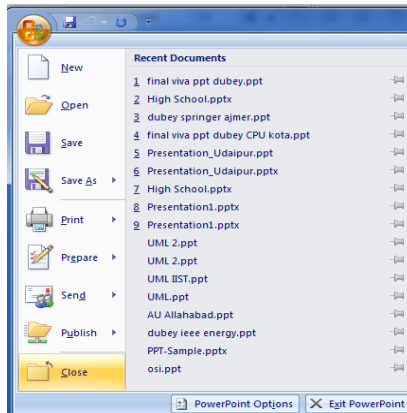 New
Open
Save
Save As
Print
Prepare
Send
Publish
Close
Recent Documents
1 final viva ppt dubey.ppt
2 High School.pptx
3 dubey springer ajmer.ppt
4 final viva ppt dubey CPU kota.ppt
5 Presentation_Udaipur.ppt
6 Presentation_Udaipur.pptx
7 High School.pptx
8 Presentation1.pptx
9 Presentation1.pptx
UML 2.ppt
UML 2.ppt
UML IIST.ppt
UML.ppt
AU Allahabad.ppt
dubey ieee energy.ppt
PPT-Sample.pptx
osi.ppt
PowerPoint Options
Exit PowerPoint